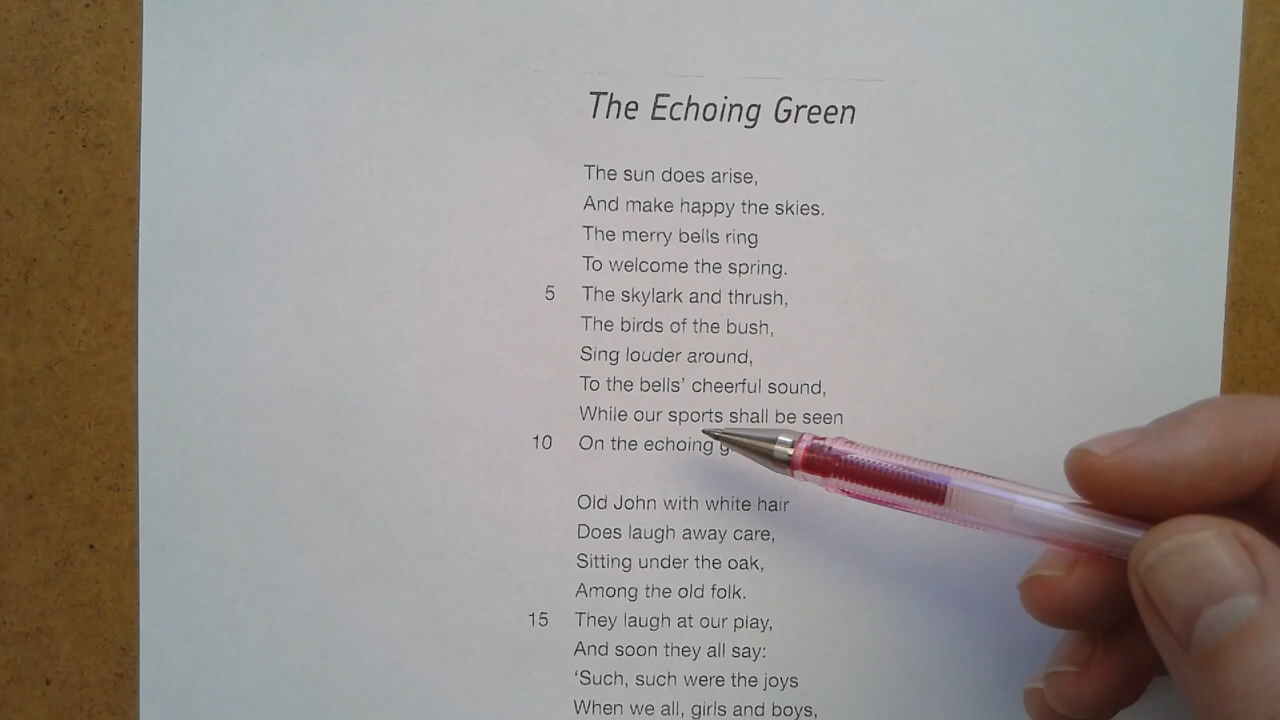 The Echoing Green
The sun does arise,
And make happy the skies.
The merry bells ring
To welcome the spring.
5 The skylark and thrush,
The birds of the bush,
Sing louder around,
To the bells' cheerful sound,
While our sports shall be seen
10 On the echoing
Old John with white hair
Does laugh away care,
Sitting under the oak,
Among the old folk.
15 They laugh at our play,
And soon they all say:
‘Such, such were the joys
When we all, girls and boys,